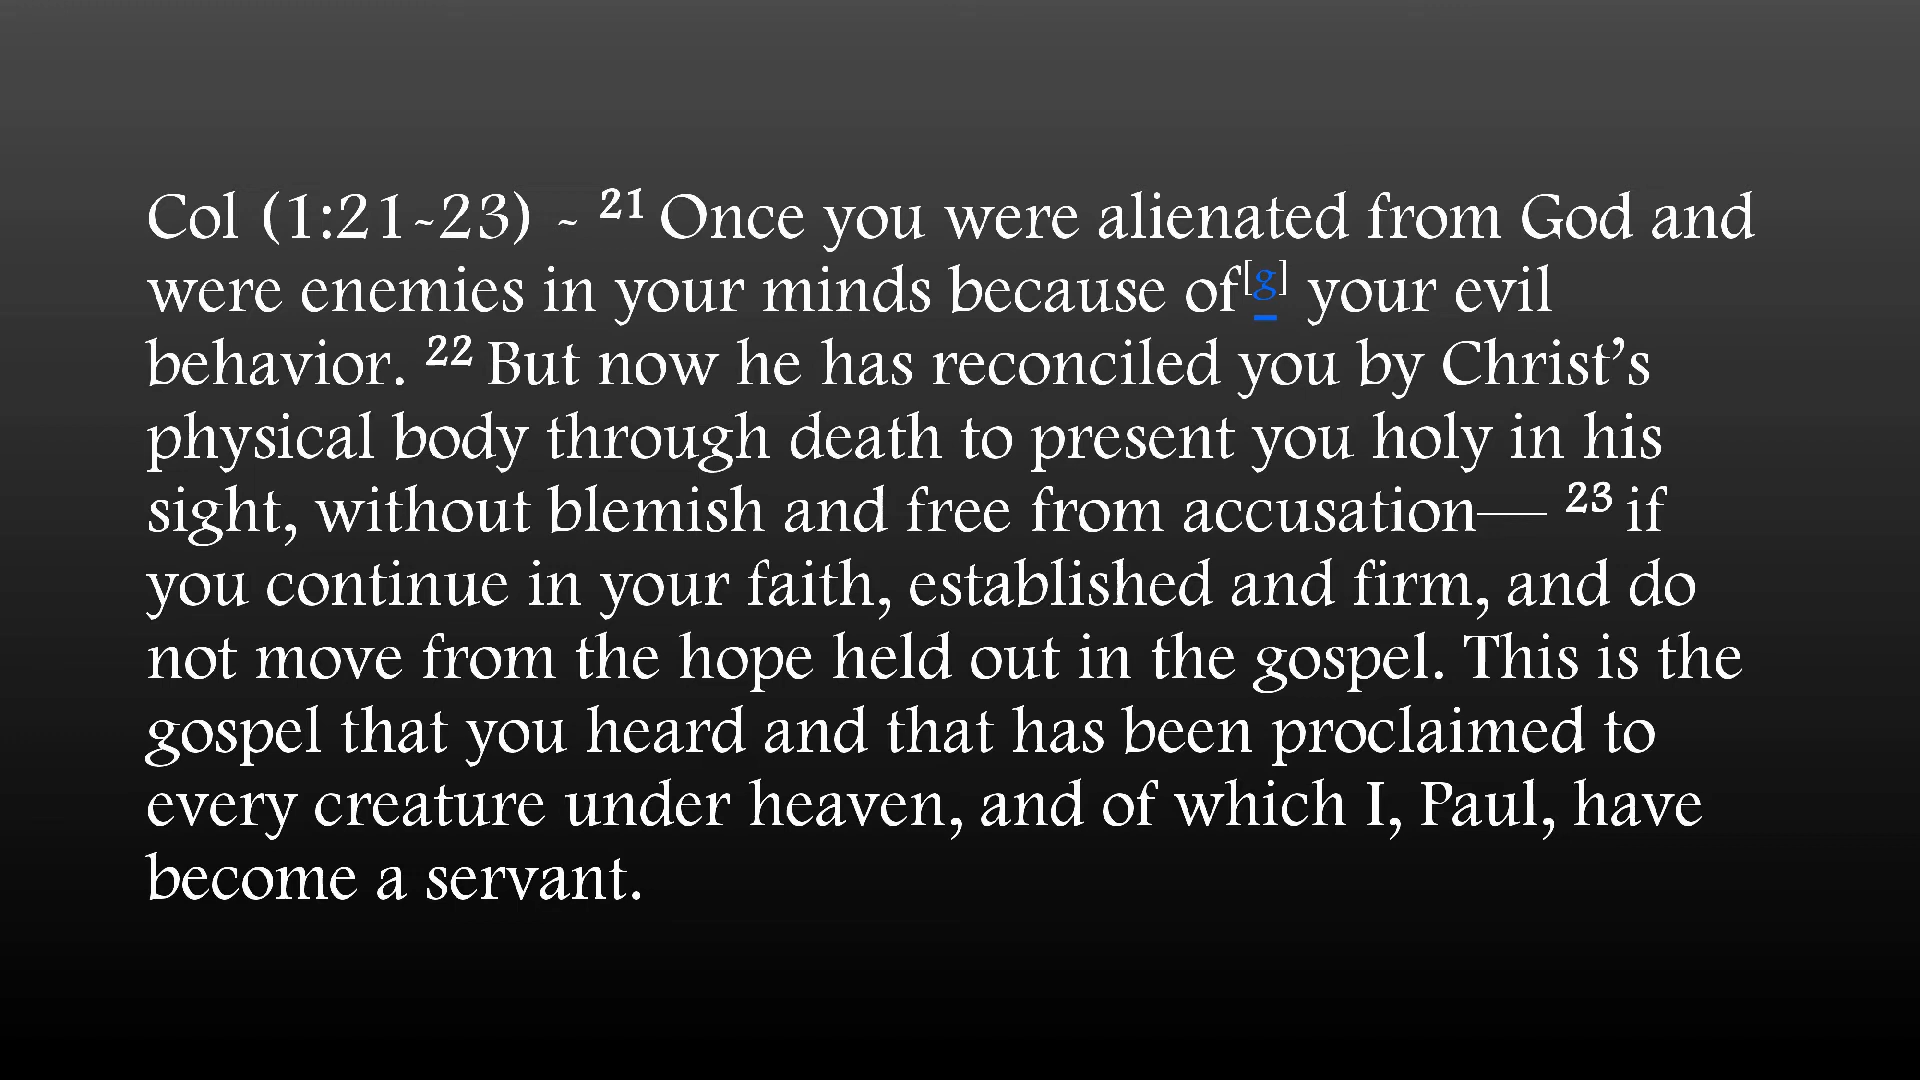 Col (1:21-23) - 21 Once you were alienated from God and
were enemies in your minds because of[g] your evil
behavior. 22 But now he has reconciled you by Christ’s
physical body through death to present you holy in his
sight, without blemish and free from accusation— 23 if
you continue in your faith, established and firm, and do
not move from the hope held out in the gospel. This is the
gospel that you heard and that has been proclaimed to
every creature under heaven, and of which I, Paul, have
become a servant.